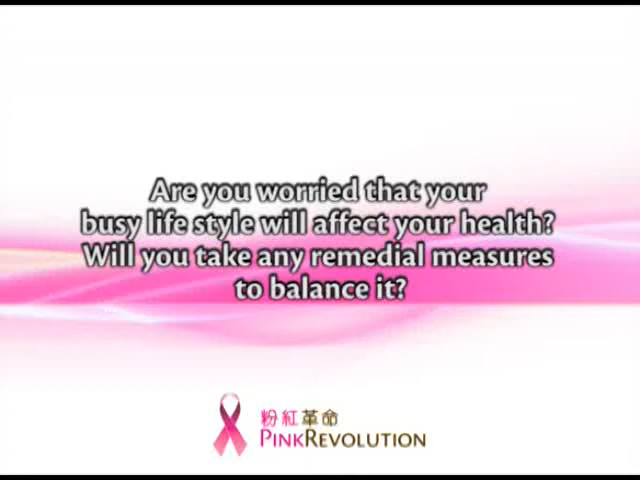 Are you worried that your
busy life style will affect your health?
Will you take any remedial measures
to balance it?
粉紅革命
PINKREVOLUTION